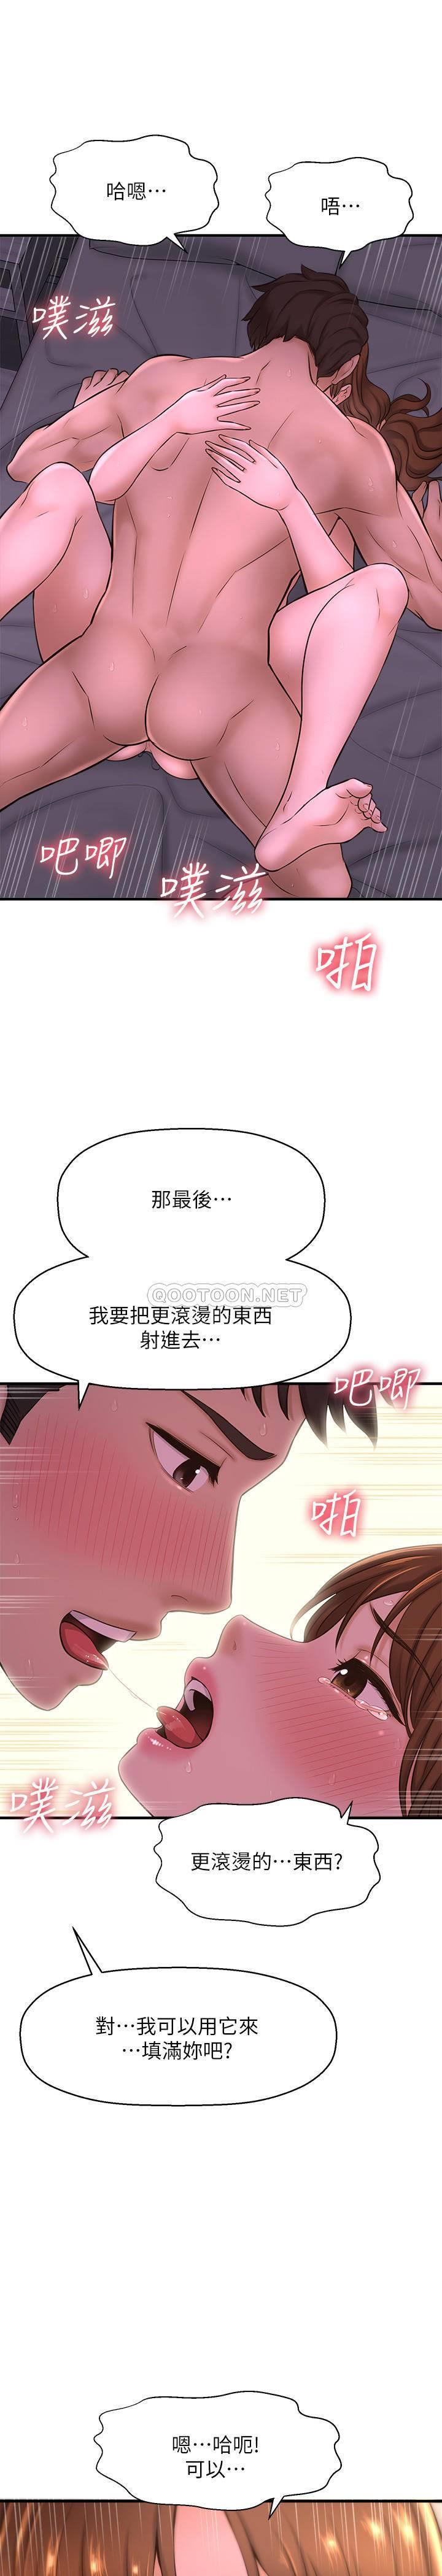 哈嗯…
唔…
噗滋
吧唧
噗滋
啪
那最後…
QOOTOON.NET
我要把更滾燙的東西
射進去…
吧唧
啪
噗滋
更滾燙的…東西?
對…我可以用它來
…填滿妳吧?
嗯…哈呃!
可以…